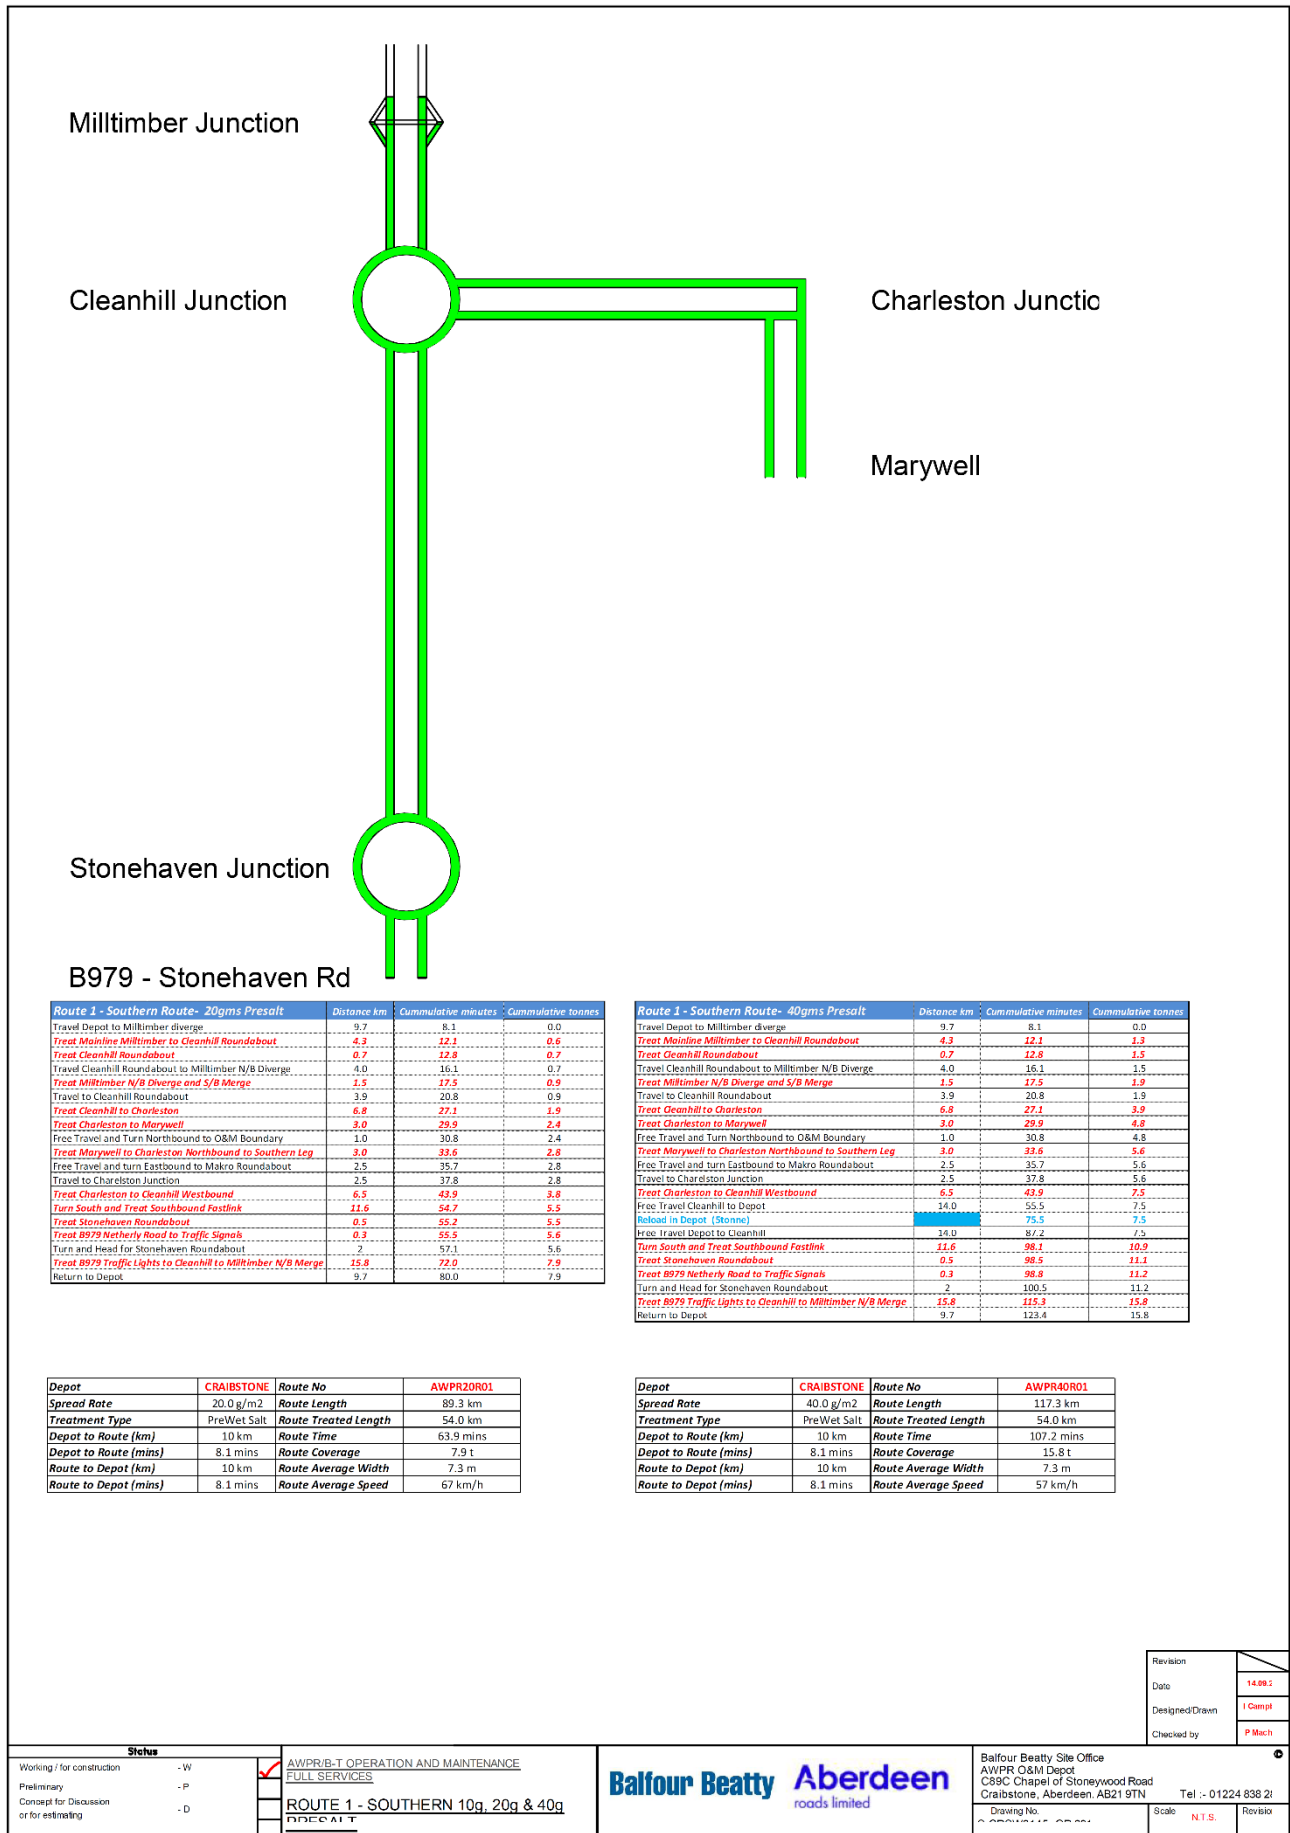 Milltimber Junction
Cleanhill Junction
Charleston Junctio
Marywell
Stonehaven Junction
B979 - Stonehaven Rd
Route 1 - Southern Route- 20gms Presalt Distance km Cummulative minutes Cummulative tonnes
Travel Depot to Milltimber diverge 9.7 8.1 0.0
Treat Mainline Milltimber to Cleanhill Roundabout 4.3 12.1 0.6
Treat Cleanhill Roundabout 0.7 12.8 0.7
Travel Cleanhill Roundabout to Milltimber N/B Diverge 4.0 16.1 0.7
Treat Milltimber N/B Diverge and S/B Merge 1.5 17.5 0.9
Travel to Cleanhill Roundabout 3.9 20.8 0.9
Treat Cleanhill to Charleston 6.8 27.1 1.9
Treat Charleston to Marywell 3.0 29.9 2.4
Free Travel and Turn Northbound to O&M Boundary 1.0 30.8 2.4
Treat Marywell to Charleston Northbound to Southern Leg 3.0 33.6 2.8
Free Travel and turn Eastbound to Makro Roundabout 2.5 35.7 2.8
Travel to Charelston Junction 2.5 37.8 2.8
Treat Charleston to Cleanhill Westbound 6.5 43.9 3.8
Turn South and Treat Southbound Fastlink 11.6 54.7 5.5
Treat Stonehaven Roundabout 0.5 55.2 5.5
Treat B979 Netherly Road to Traffic Signals 0.3 55.5 5.6
Turn and Head for Stonehaven Roundabout 2 57.1 5.6
Treat B979 Traffic Lights to Cleanhill to Milltimber N/B Merge 15.8 72.0 7.9
Return to Depot 9.7 80.0 7.9
Route 1 - Southern Route- 40gms Presalt Distance km Cummulative minutes Cummulative tonnes
Travel Depot to Milltimber diverge 9.7 8.1 0.0
Treat Mainline Milltimber to Cleanhill Roundabout 4.3 12.1 1.3
Treat Cleanhill Roundabout 0.7 12.8 1.5
Travel Cleanhill Roundabout to Milltimber N/B Diverge 4.0 16.1 1.5
Treat Milltimber N/B Diverge and S/B Merge 1.5 17.5 1.9
Travel to Cleanhill Roundabout 3.9 20.8 1.9
Treat Cleanhill to Charleston 6.8 27.1 3.9
Treat Charleston to Marywell 3.0 29.9 4.8
Free Travel and Turn Northbound to O&M Boundary 1.0 30.8 4.8
Treat Marywell to Charleston Northbound to Southern Leg 3.0 33.6 5.6
Free Travel and turn Eastbound to Makro Roundabout 2.5 35.7 5.6
Travel to Charelston Junction 2.5 37.8 5.6
Treat Charleston to Cleanhill Westbound 6.5 43.9 7.5
Free Travel Cleanhill to Depot 14.0 55.5 7.5
Reload in Depot (5tonne) 75.5 7.5
Free Travel Depot to Cleanhill 14.0 87.2 7.5
Turn South and Treat Southbound Fastlink 11.6 98.1 10.9
Treat Stonehaven Roundabout 0.5 98.5 11.1
Treat B979 Netherly Road to Traffic Signals 0.3 98.8 11.2
Turn and Head for Stonehaven Roundabout 2 100.5 11.2
Treat B979 Traffic Lights to Cleanhill to Milltimber N/B Merge 15.8 115.3 15.8
Return to Depot 9.7 123.4 15.8
Depot CRAIBSTONE Route No AWPR20R01
Spread Rate 20.0 g/m2 Route Length 89.3 km
Treatment Type PreWet Salt Route Treated Length 54.0 km
Depot to Route (km) 10 km Route Time 63.9 mins
Depot to Route (mins) 8.1 mins Route Coverage 7.9 t
Route to Depot (km) 10 km Route Average Width 7.3 m
Route to Depot (mins) 8.1 mins Route Average Speed 67 km/h
Depot CRAIBSTONE Route No AWPR40R01
Spread Rate 40.0 g/m2 Route Length 117.3 km
Treatment Type PreWet Salt Route Treated Length 54.0 km
Depot to Route (km) 10 km Route Time 107.2 mins
Depot to Route (mins) 8.1 mins Route Coverage 15.8 t
Route to Depot (km) 10 km Route Average Width 7.3 m
Route to Depot (mins) 8.1 mins Route Average Speed 57 km/h
Revision
Date 14.09.2
Designed/Drawn I Campl
Checked by P Mach
Status
Working / for construction - W
Preliminary - P
Concept for Discussion
or for estimating - D
AWPR/B-T OPERATION AND MAINTENANCE
FULL SERVICES
ROUTE 1 - SOUTHERN 10g, 20g & 40g
PRESALT
Balfour Beatty
Aberdeen
roads limited
Balfour Beatty Site Office ©
AWPR O&M Depot
C89C Chapel of Stoneywood Road
Craibstone, Aberdeen. AB21 9TN Tel :- 01224 838 28
Drawing No. Scale N.T.S. Revisio